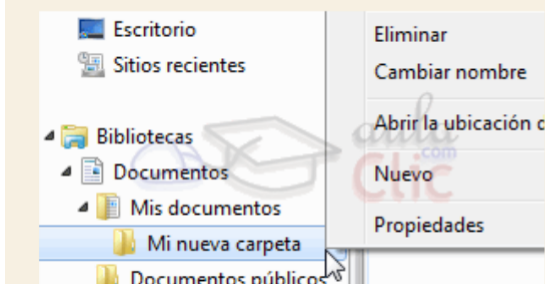 Escritorio
Sitios recientes
Bibliotecas
Documentos
Mis documentos
Mi nueva carpeta
Documentos públicos
Eliminar
Cambiar nombre
Abrir la ubicación d
Nuevo
Propiedades
aula
Clic
.com